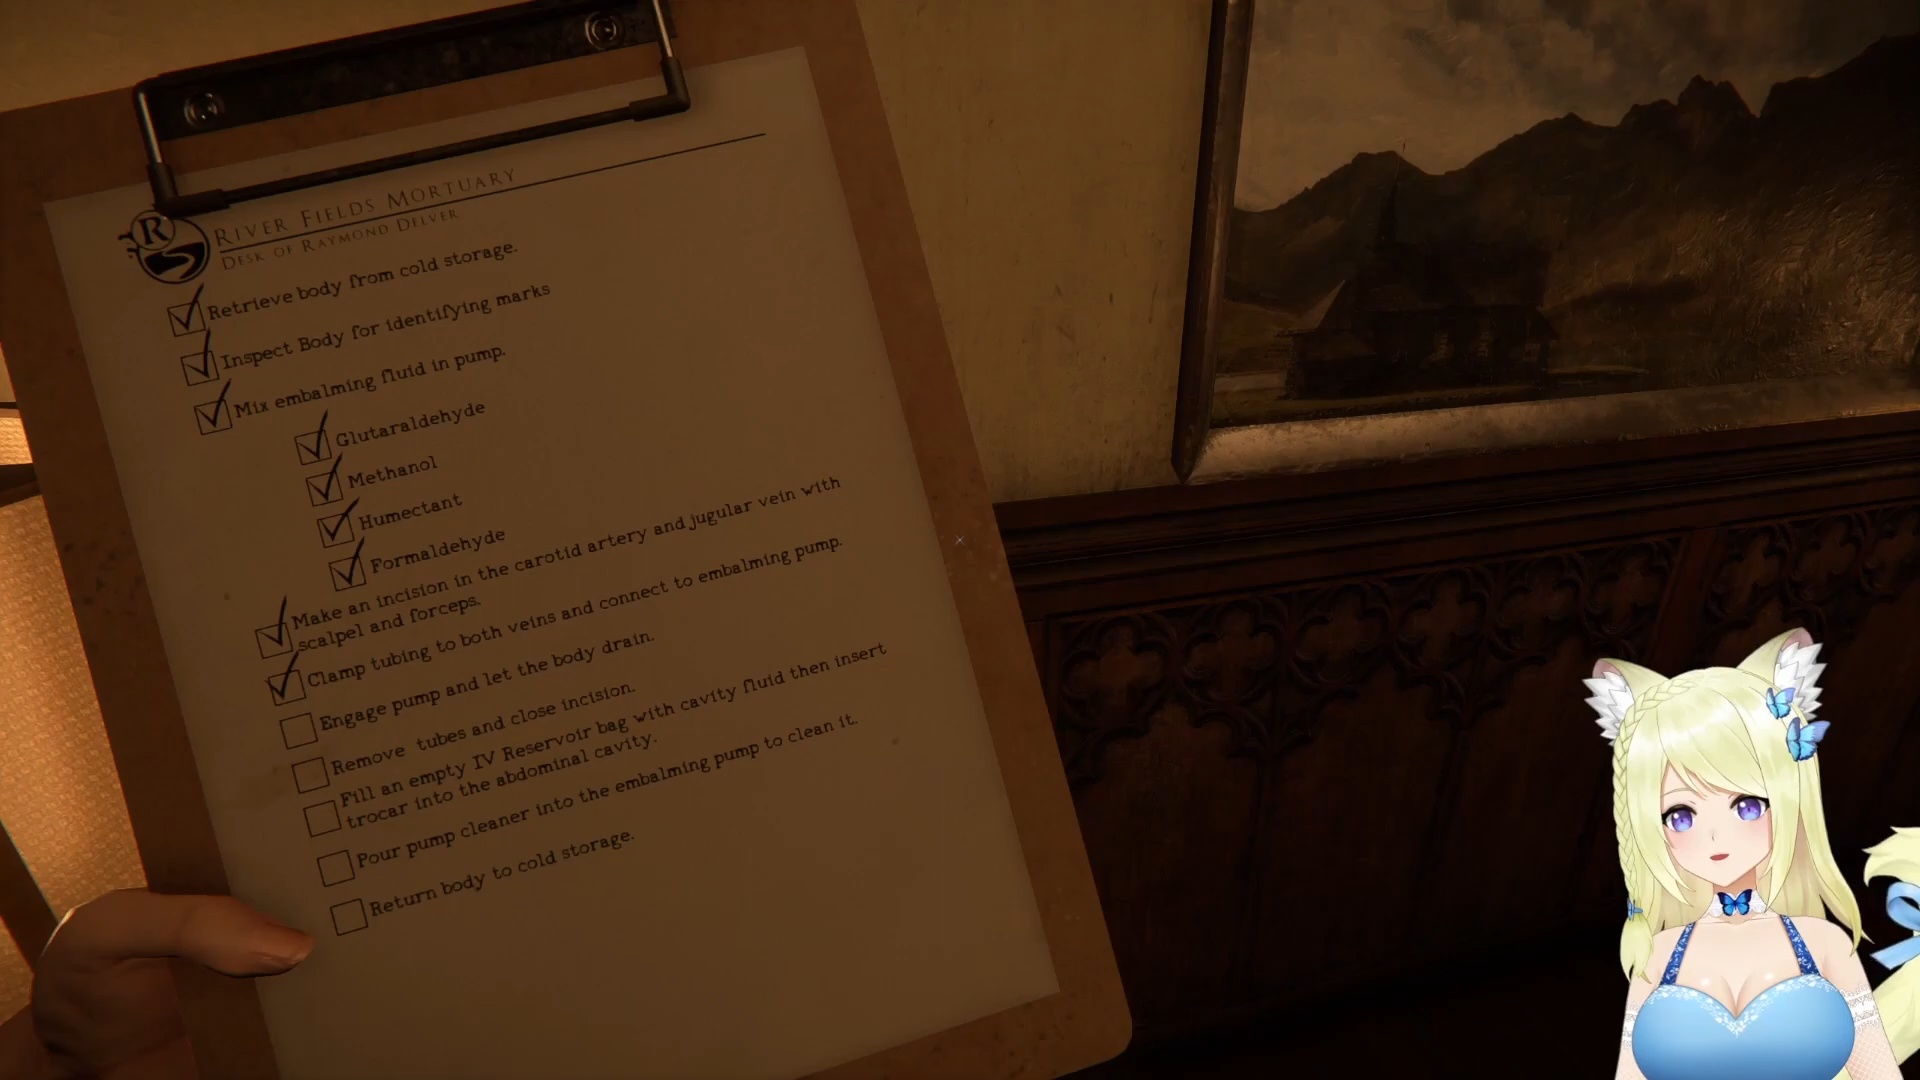 R
RIVER FIELDS MORTUARY
DESK OF RAYMOND DELVER
Retrieve body from cold storage.
Inspect Body for identifying marks
Mix embalming fluid in pump.
Glutaraldehyde
Methanol
Humectant
Formaldehyde
Make an incision in the carotid artery and jugular vein with
scalpel and forceps.
Clamp tubing to both veins and connect to embalming pump.
Engage pump and let the body drain.
Remove tubes and close incision.
Fill an empty IV Reservoir bag with cavity fluid then insert
trocar into the abdominal cavity.
Pour pump cleaner into the embalming pump to clean it.
Return body to cold storage.